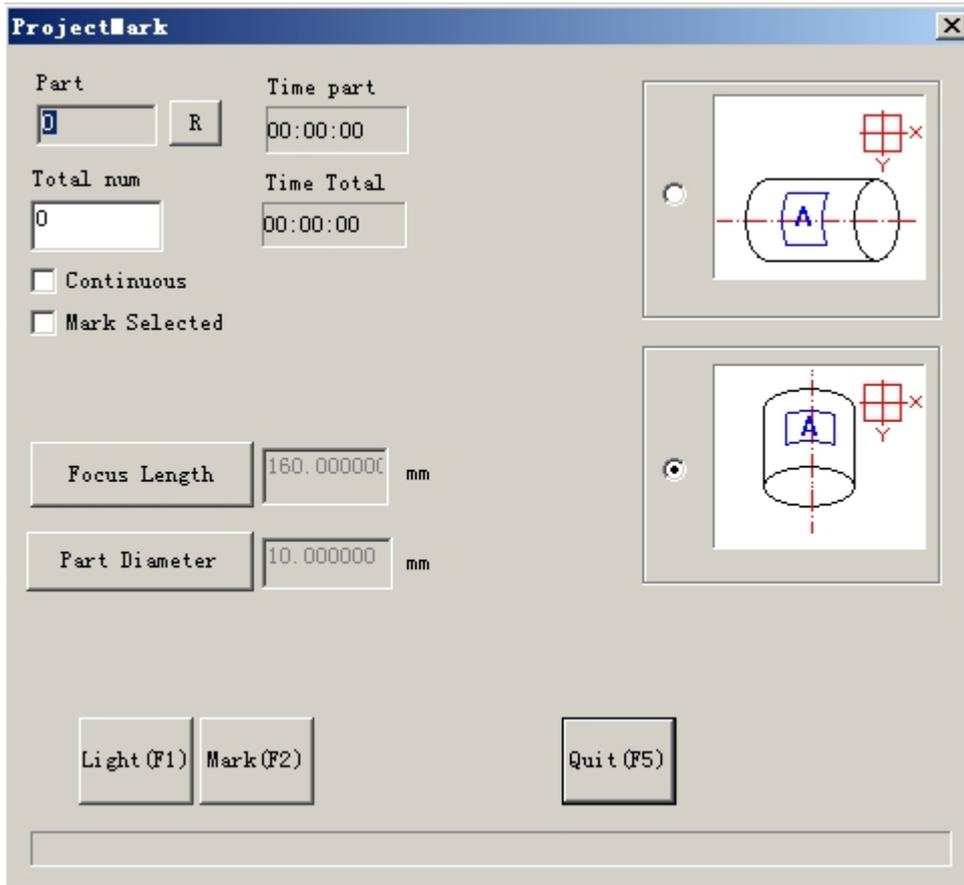 ProjectMark
Part
0
R
Time part
00:00:00
Total num
0
Time Total
00:00:00
Continuous
Mark Selected
X
Y
A
X
Y
A
Focus Length
160.000000
mm
Part Diameter
10.000000
mm
Light(F1)
Mark(F2)
Quit(F5)